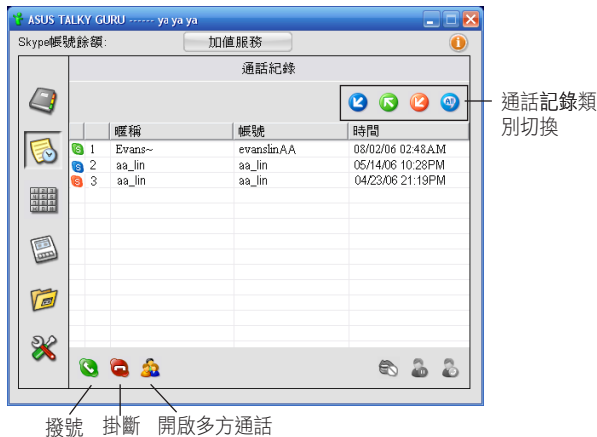 ASUS TALKY GURU ------ ya ya ya
Skype帳號餘額: 加值服務
通話紀錄
All
通話記錄類
別切換
暱稱 帳號 時間
1 Evans~ evanslinAA 08/02/06 02:48AM
2 aa_lin aa_lin 05/14/06 10:28PM
3 aa_lin aa_lin 04/23/06 21:19PM
撥號 掛斷 開啟多方通話